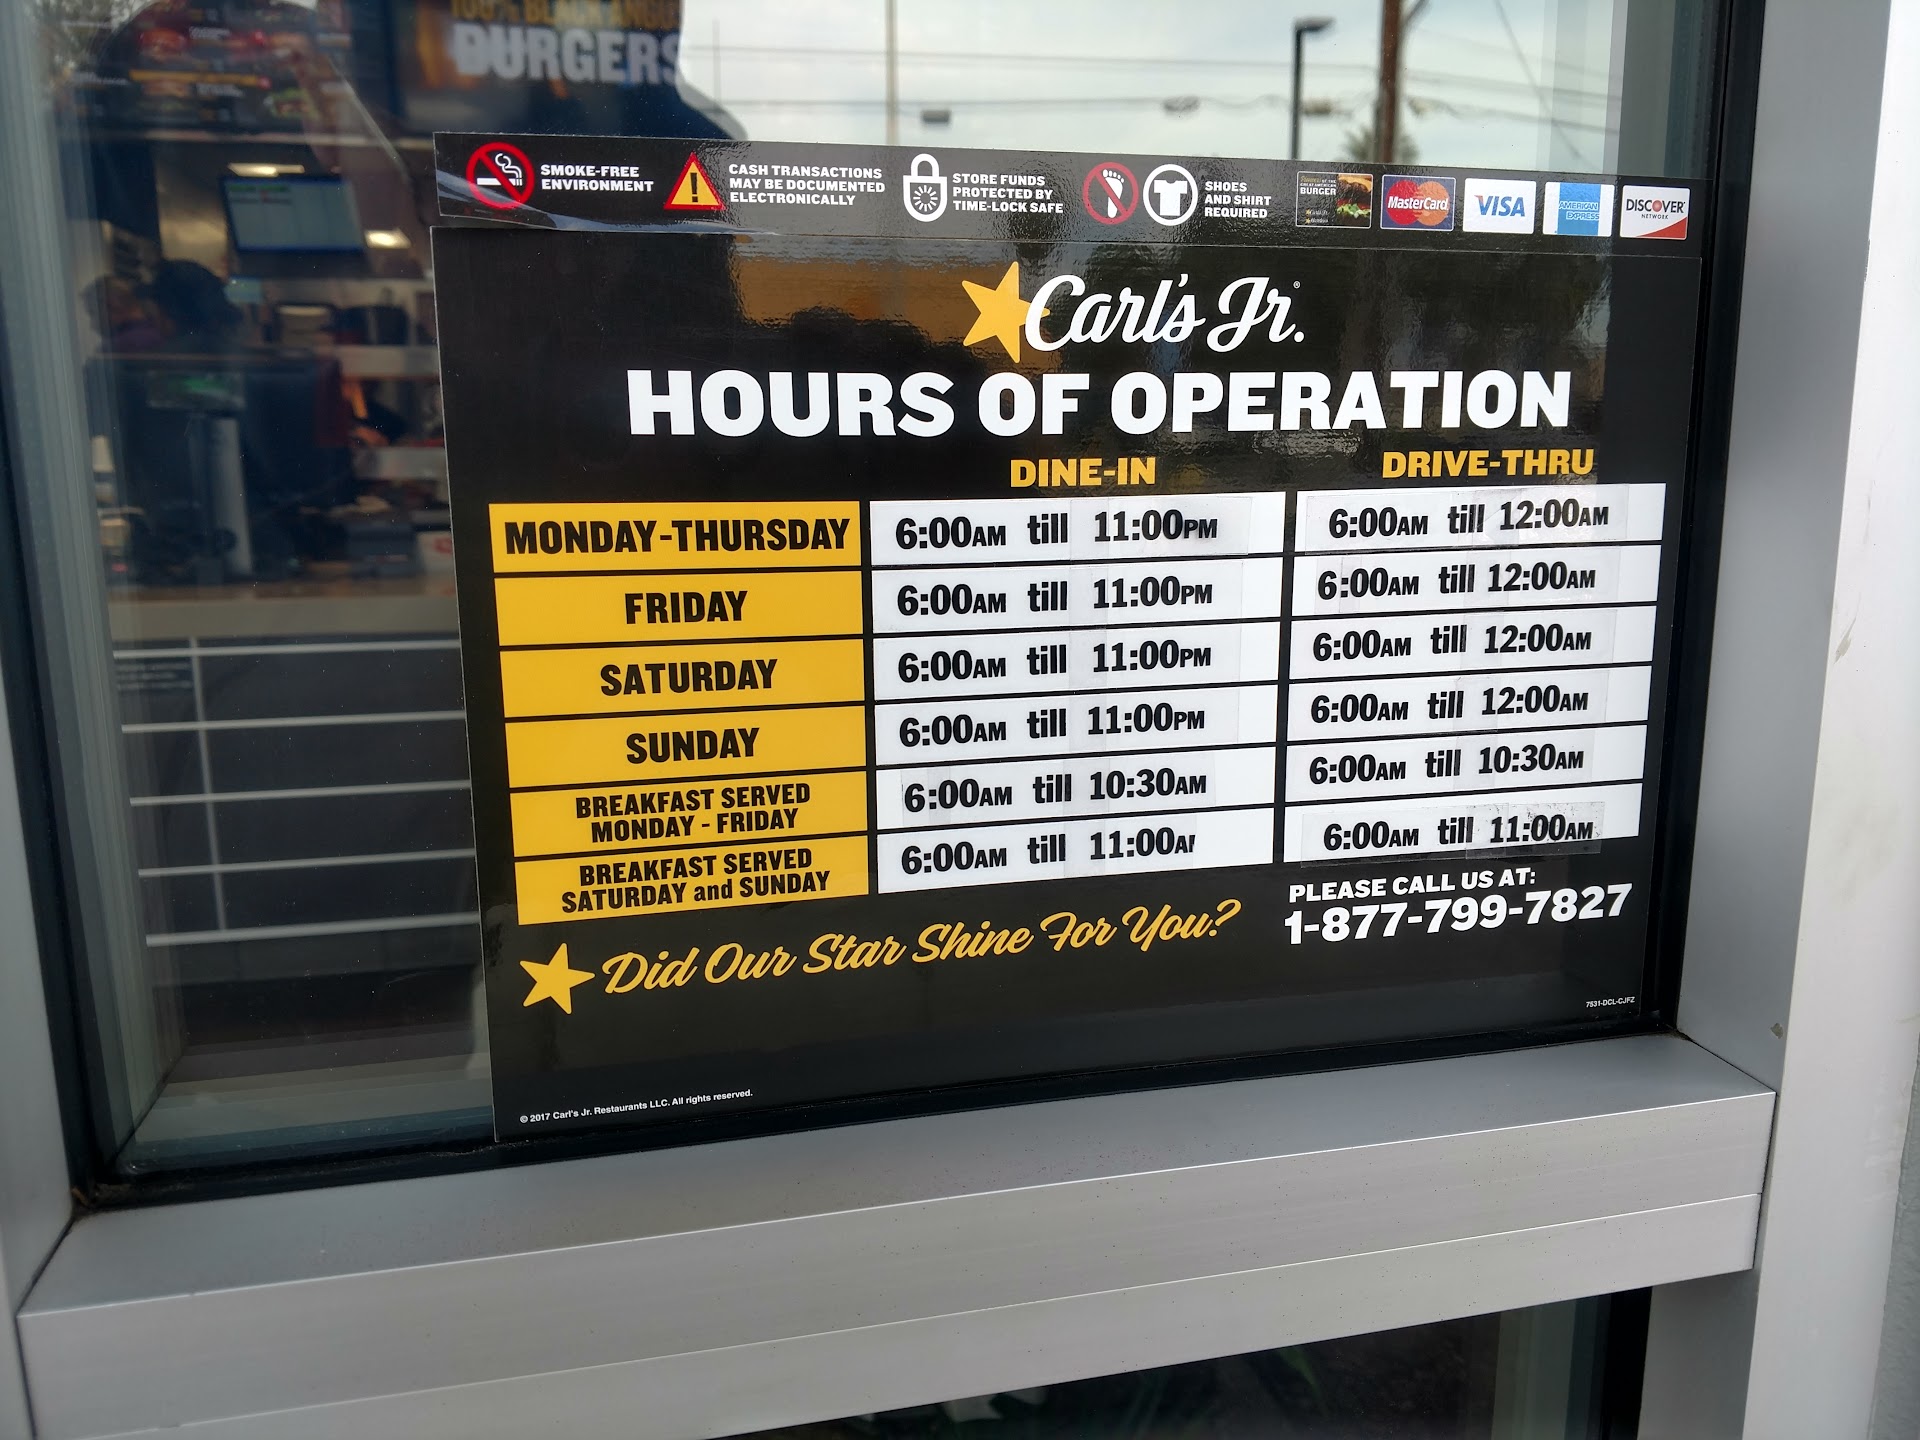 100% BLACK ANGUS
BURGERS
SMOKE-FREE
ENVIRONMENT
CASH TRANSACTIONS
MAY BE DOCUMENTED
ELECTRONICALLY
STORE FUNDS
PROTECTED BY
TIME-LOCK SAFE
SHOES
AND SHIRT
REQUIRED
BURGER
MasterCard
VISA
AMERICAN
EXPRESS
DISCOVER
NETWORK
Carl's Jr.
HOURS OF OPERATION
DINE-IN DRIVE-THRU
MONDAY-THURSDAY 6:00AM till 11:00PM 6:00AM till 12:00AM
FRIDAY 6:00AM till 11:00PM 6:00AM till 12:00AM
SATURDAY 6:00AM till 11:00PM 6:00AM till 12:00AM
SUNDAY 6:00AM till 11:00PM 6:00AM till 12:00AM
BREAKFAST SERVED
MONDAY - FRIDAY 6:00AM till 10:30AM 6:00AM till 10:30AM
BREAKFAST SERVED
SATURDAY and SUNDAY 6:00AM till 11:00A 6:00AM till 11:00AM
PLEASE CALL US AT:
1-877-799-7827
Did Our Star Shine For You?
7531-DCL-CJFZ
© 2017 Carl's Jr. Restaurants LLC. All rights reserved.